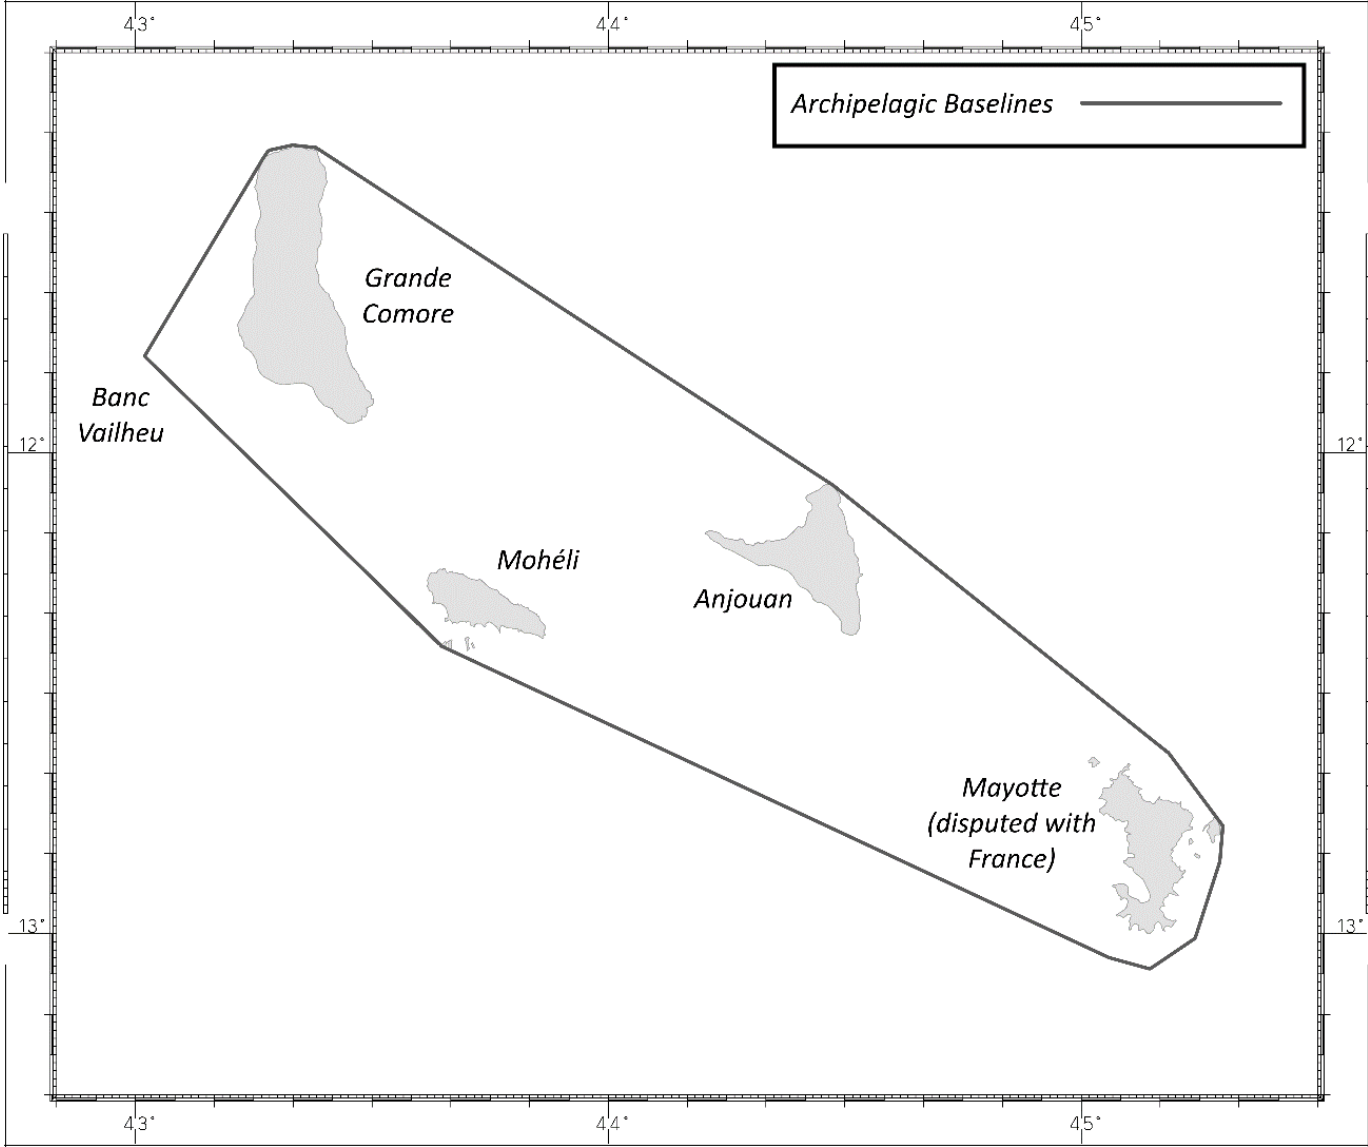 43° 44° 45°
Archipelagic Baselines
Grande
Comore
Banc
Vailheu
12° 12°
Mohéli
Anjouan
Mayotte
(disputed with
France)
13° 13°
43° 44° 45°